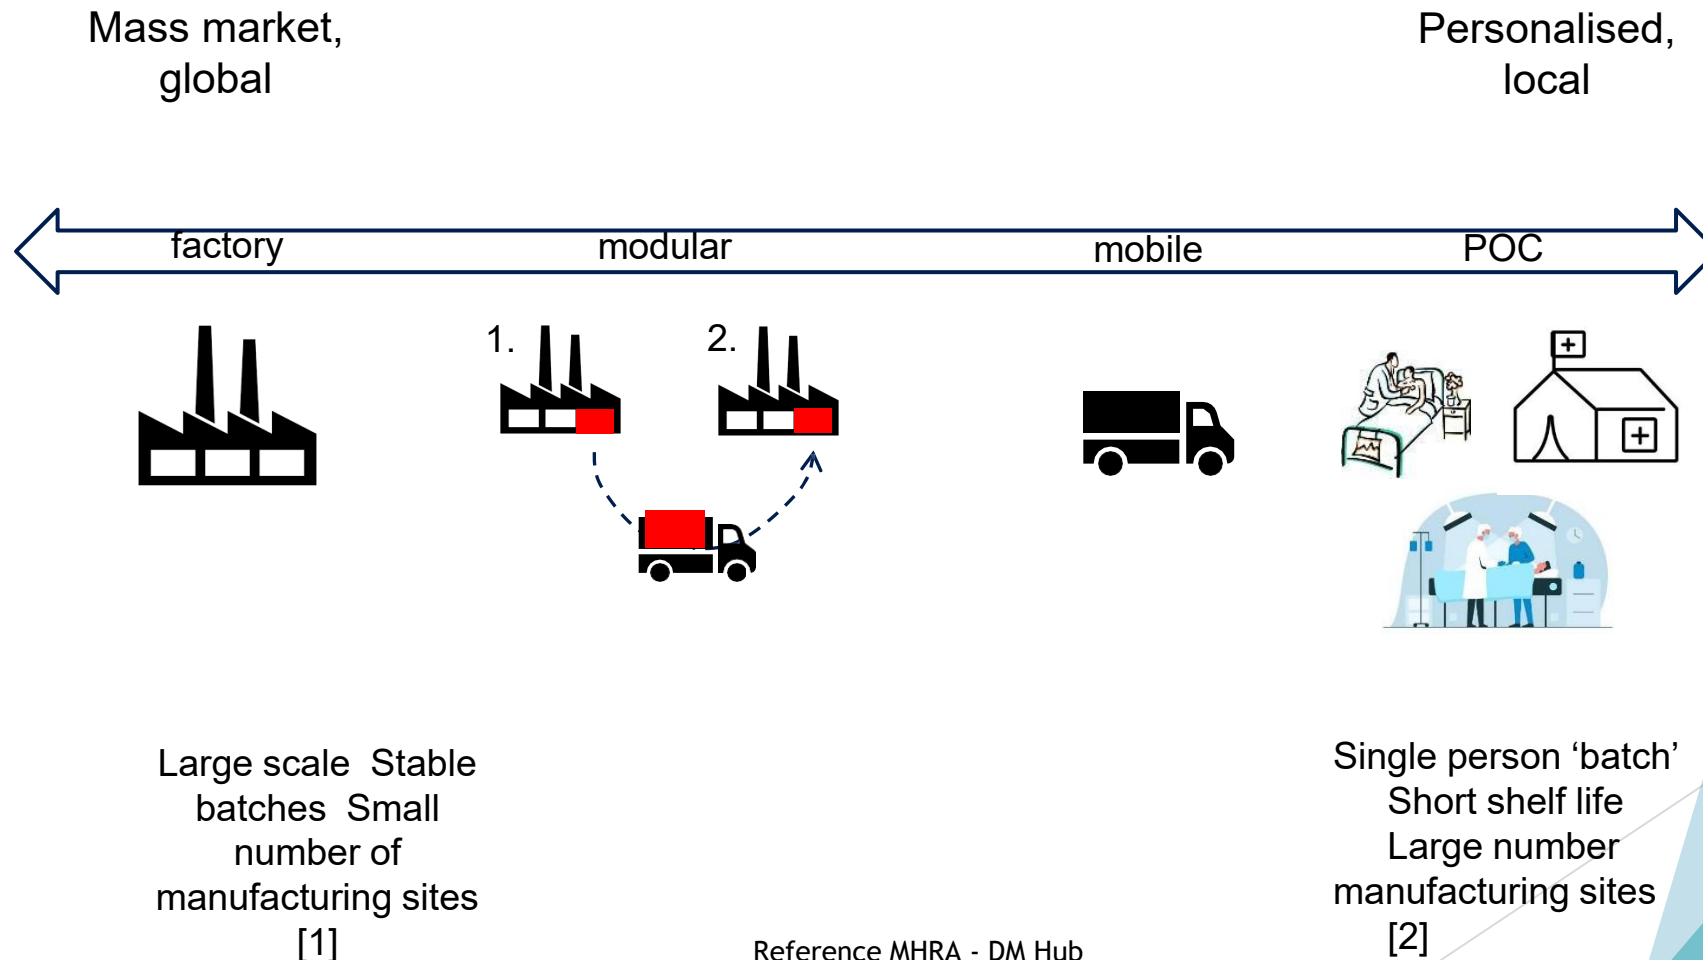 Mass market,
global
Personalised,
local
factory
modular
mobile
POC
1.
2.
Large scale  Stable
batches  Small
number of
manufacturing sites
[1]
Single person ‘batch’
Short shelf life
Large number
manufacturing sites
[2]
Reference MHRA - DM Hub